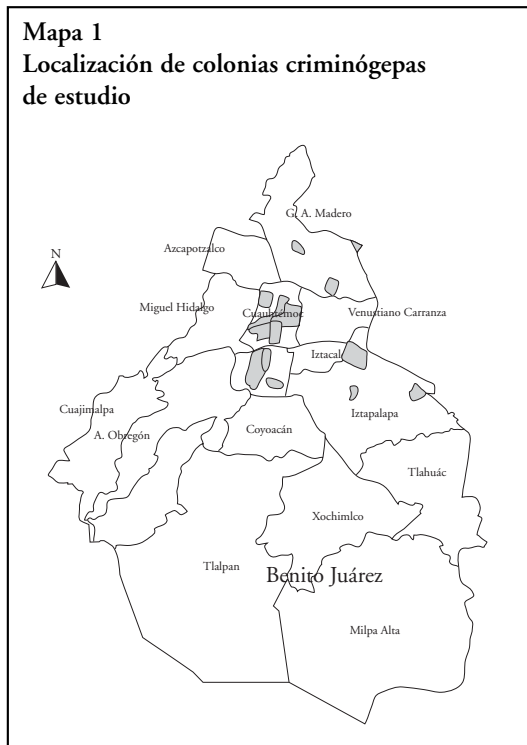 Mapa 1
Localización de colonias criminógepas
de estudio
G. A. Madero
Azcapotzalco
N
Miguel Hidalgo
Cuauhtémoc
Venustiano Carranza
Iztacal
Cuajimalpa
Iztapalapa
A. Obregón
Coyoacán
Tlahuác
Xochimlco
Tlalpan
Benito Juárez
Milpa Alta